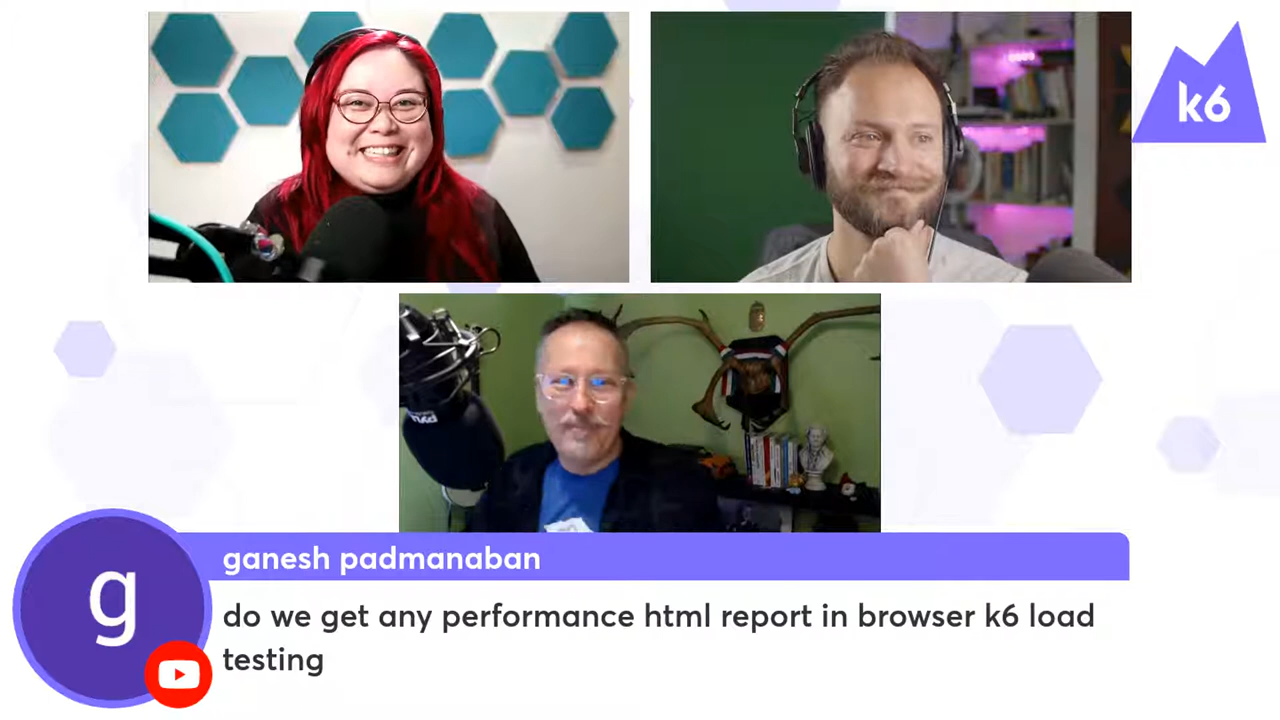 k6
ganesh padmanaban
g
do we get any performance html report in browser k6 load
testing